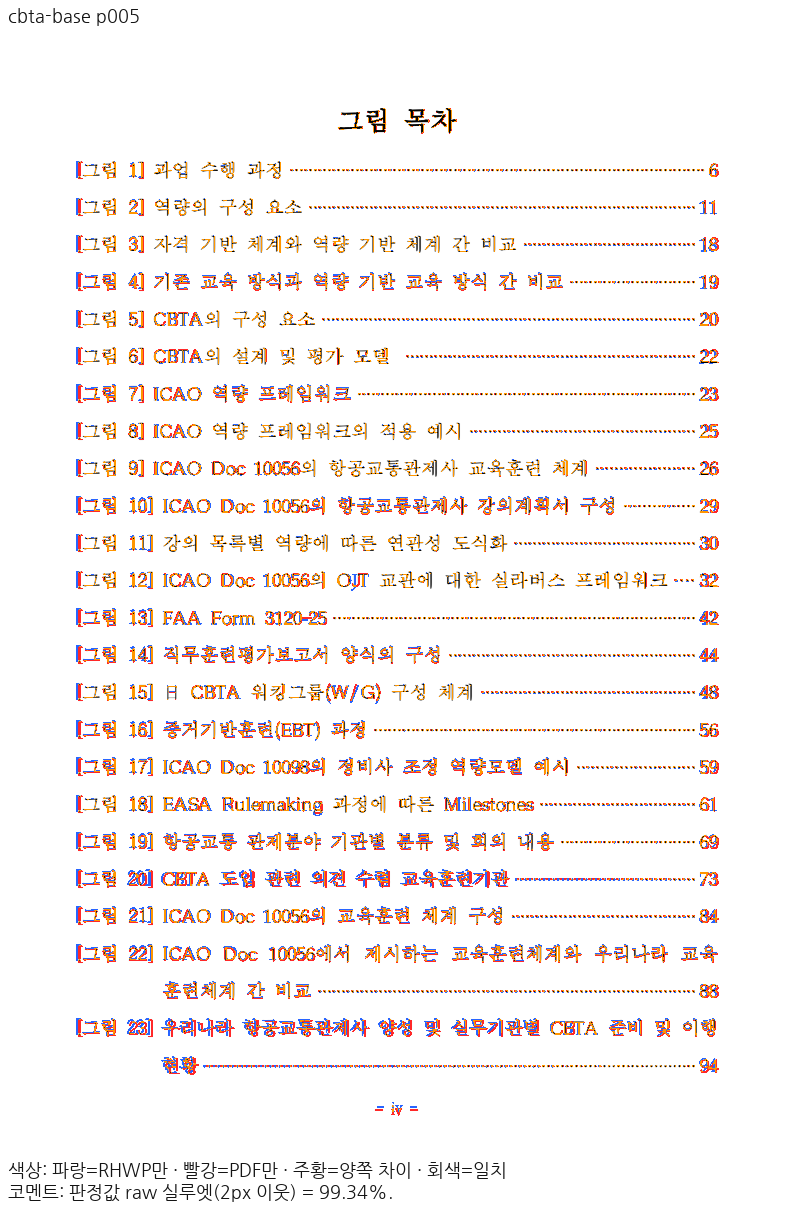 cbta-base p005
그림 목차
[그림 1] 과업 수행 과정 6
[그림 2] 역량의 구성 요소 11
[그림 3] 자격 기반 체계와 역량 기반 체계 간 비교 18
[그림 4] 기존 교육 방식과 역량 기반 교육 방식 간 비교 19
[그림 5] CBTA의 구성 요소 20
[그림 6] CBTA의 설계 및 평가 모델 22
[그림 7] ICAO 역량 프레임워크 23
[그림 8] ICAO 역량 프레임워크의 적용 예시 25
[그림 9] ICAO Doc 10056의 항공교통관제사 교육훈련 체계 26
[그림 10] ICAO Doc 10056의 항공교통관제사 강의계획서 구성 29
[그림 11] 강의 목록별 역량에 따른 연관성 도식화 30
[그림 12] ICAO Doc 10056의 OJT 교관에 대한 실라버스 프레임워크 32
[그림 13] FAA Form 3120-25 42
[그림 14] 직무훈련평가보고서 양식의 구성 44
[그림 15] 日 CBTA 워킹그룹(W/G) 구성 체계 48
[그림 16] 증거기반훈련(EBT) 과정 56
[그림 17] ICAO Doc 10098의 정비사 조정 역량모델 예시 59
[그림 18] EASA Rulemaking 과정에 따른 Milestones 61
[그림 19] 항공교통 관제분야 기관별 분류 및 회의 내용 69
[그림 20] CBTA 도입 관련 의견 수렴 교육훈련기관 73
[그림 21] ICAO Doc 10056의 교육훈련 체계 구성 84
[그림 22] ICAO Doc 10056에서 제시하는 교육훈련체계와 우리나라 교육
훈련체계 간 비교 88
[그림 23] 우리나라 항공교통관제사 양성 및 실무기관별 CBTA 준비 및 이행
현황 94
- iv -
색상: 파랑=RHWP만 · 빨강=PDF만 · 주황=양쪽 차이 · 회색=일치
코멘트: 판정값 raw 실루엣(2px 이웃) = 99.34%.